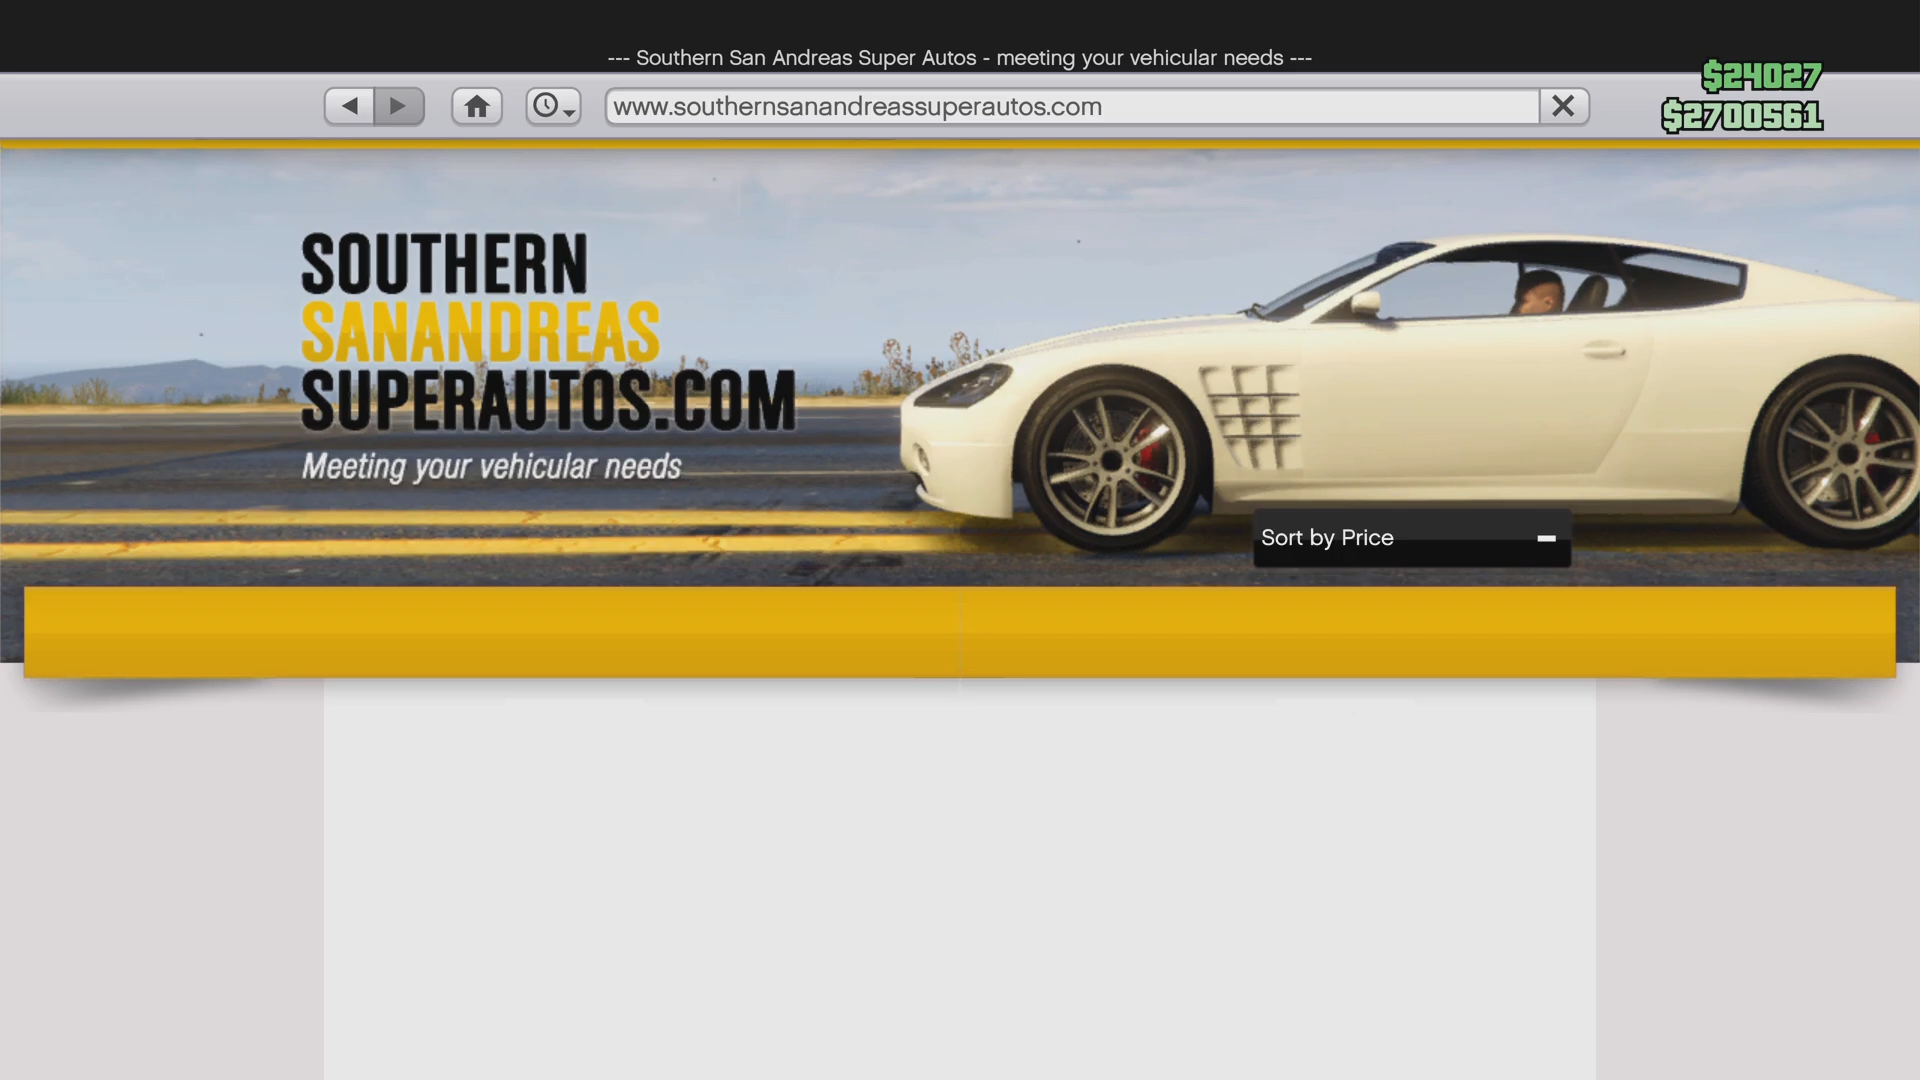 --- Southern San Andreas Super Autos - meeting your vehicular needs ---
www.southernsanandreassuperautos.com
$24027
$2700561
SOUTHERN
SANANDREAS
SUPERAUTOS.COM
Meeting your vehicular needs
Sort by Price